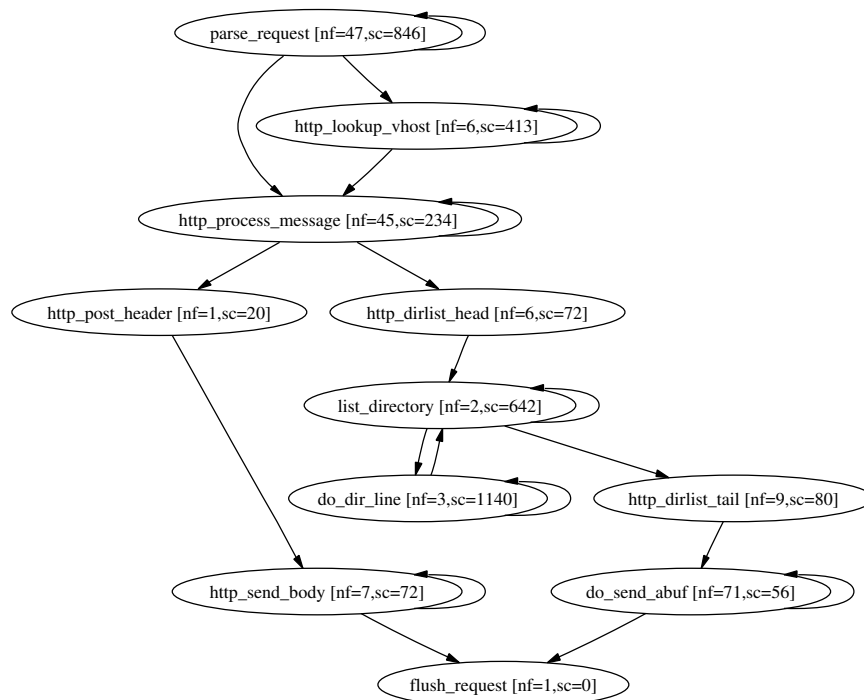 parse_request [nf=47,sc=846]
http_lookup_vhost [nf=6,sc=413]
http_process_message [nf=45,sc=234]
http_post_header [nf=1,sc=20]
http_dirlist_head [nf=6,sc=72]
list_directory [nf=2,sc=642]
do_dir_line [nf=3,sc=1140]
http_dirlist_tail [nf=9,sc=80]
http_send_body [nf=7,sc=72]
do_send_abuf [nf=71,sc=56]
flush_request [nf=1,sc=0]